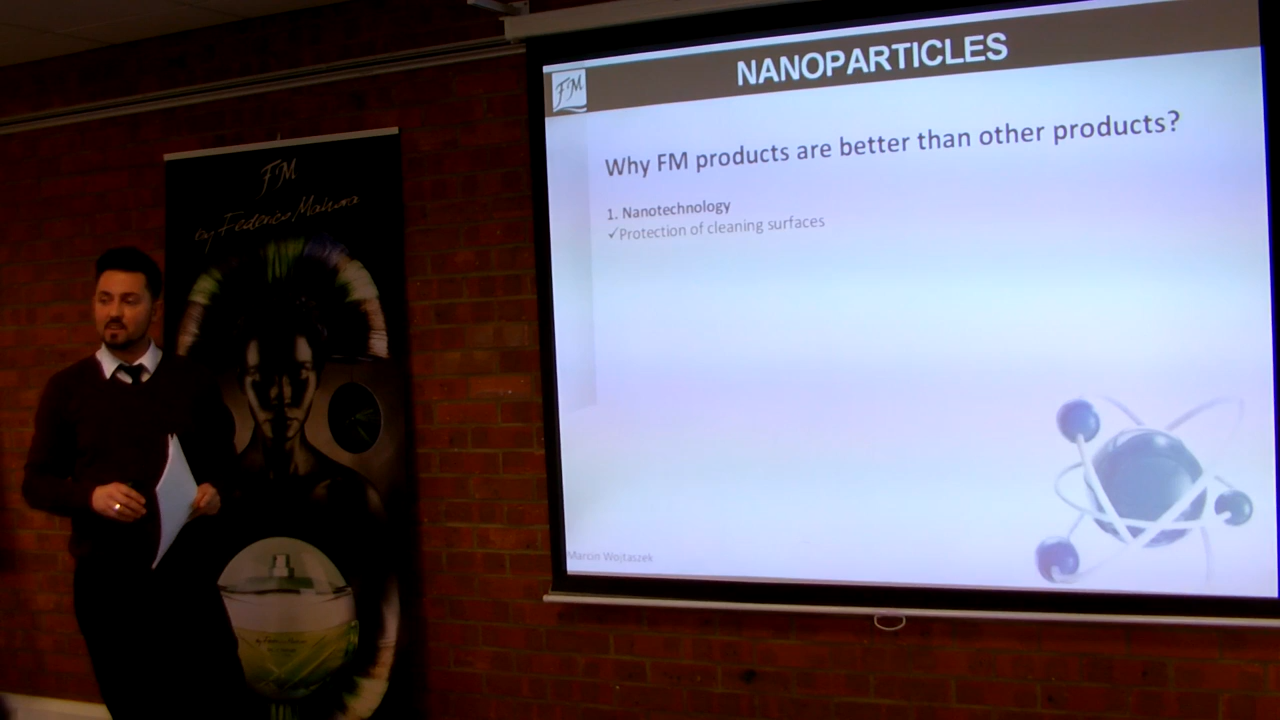 NANOPARTICLES
FM
Why FM products are better than other products?
1. Nanotechnology
✓Protection of cleaning surfaces
Marcin Wojtaszek
FM
by Federico Mahora